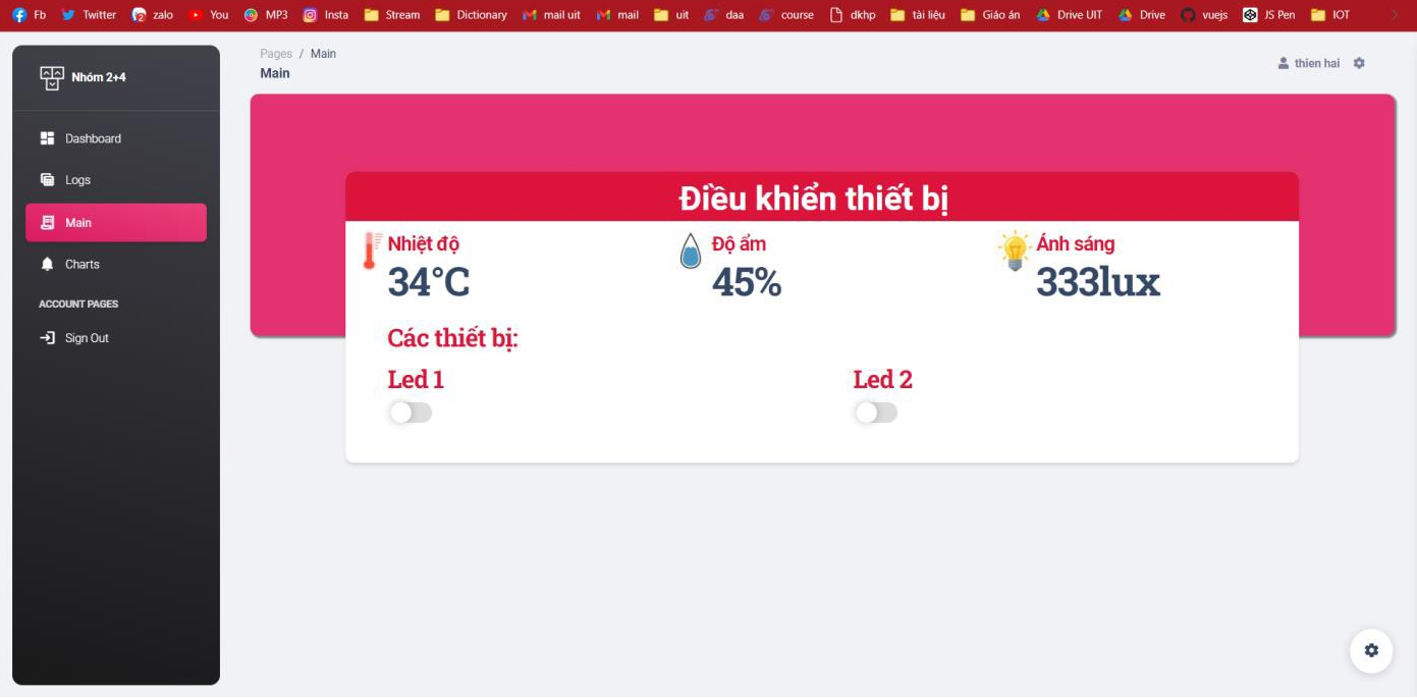 Fb Twitter zalo You MP3 Insta Stream Dictionary mail uit mail uit daa course dkhp tài liệu Giáo án Drive UIT Drive vuejs JS Pen IOT
Nhóm 2+4
Dashboard
Logs
Main
Charts
ACCOUNT PAGES
Sign Out
Pages / Main
Main
thien hai
Điều khiển thiết bị
Nhiệt độ
34°C
Độ ẩm
45%
Ánh sáng
333lux
Các thiết bị:
Led 1
Led 2